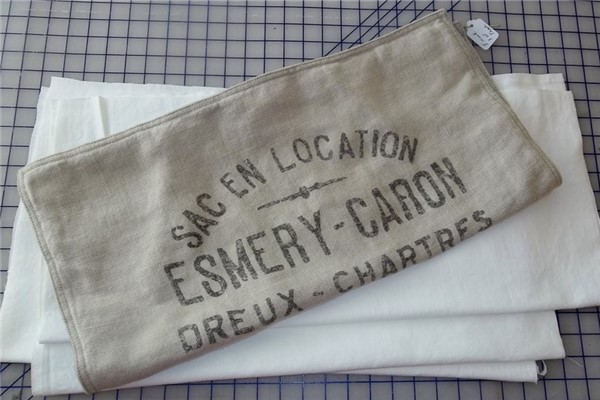 SAC EN LOCATION
ESMERY-CARON
DREUX-CHARTRES